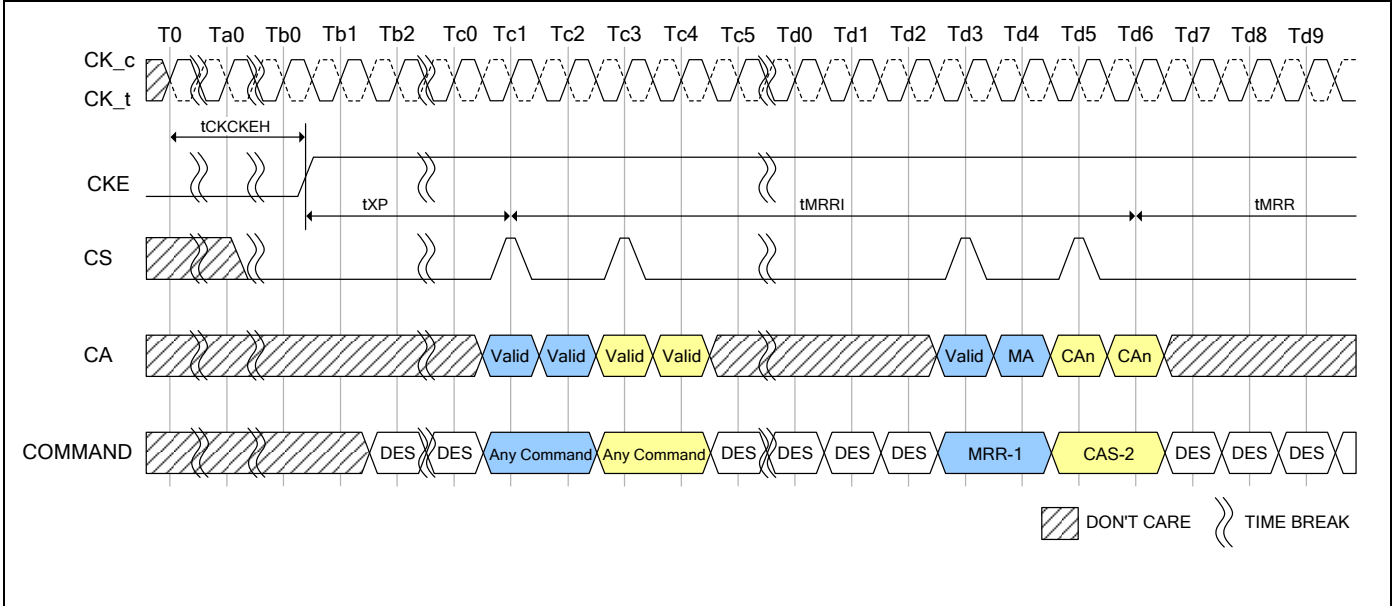 T0 Ta0 Tb0 Tb1 Tb2 Tc0 Tc1 Tc2 Tc3 Tc4 Tc5 Td0 Td1 Td2 Td3 Td4 Td5 Td6 Td7 Td8 Td9
CK_c
CK_t
tCKCKEH
CKE
tXP tMRRI tMRR
CS
CA Valid Valid Valid Valid Valid MA CAn CAn
COMMAND DES DES Any Command Any Command DES DES DES DES MRR-1 CAS-2 DES DES DES
DON'T CARE TIME BREAK